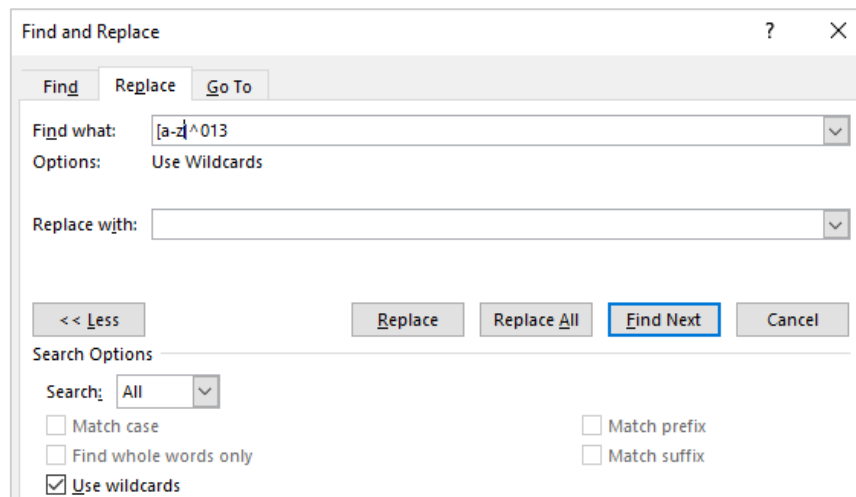 Find and Replace ? ✕
Find Replace Go To
Find what: [a-z]^013
Options: Use Wildcards
Replace with:
<< Less Replace Replace All Find Next Cancel
Search Options
Search: All
Match case Match prefix
Find whole words only Match suffix
Use wildcards